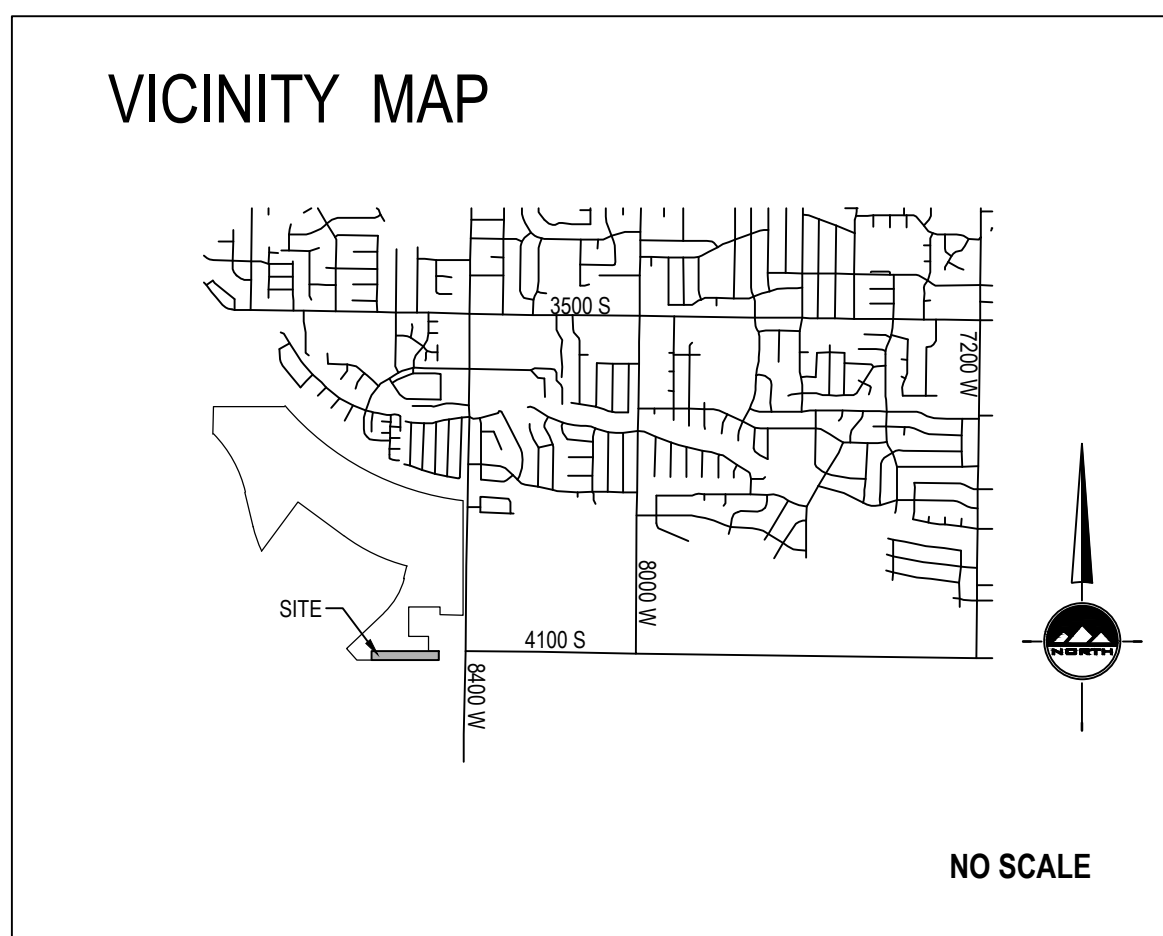 VICINITY MAP
3500 S
7200 W
8000 W
SITE
4100 S
8400 W
NORTH
NO SCALE